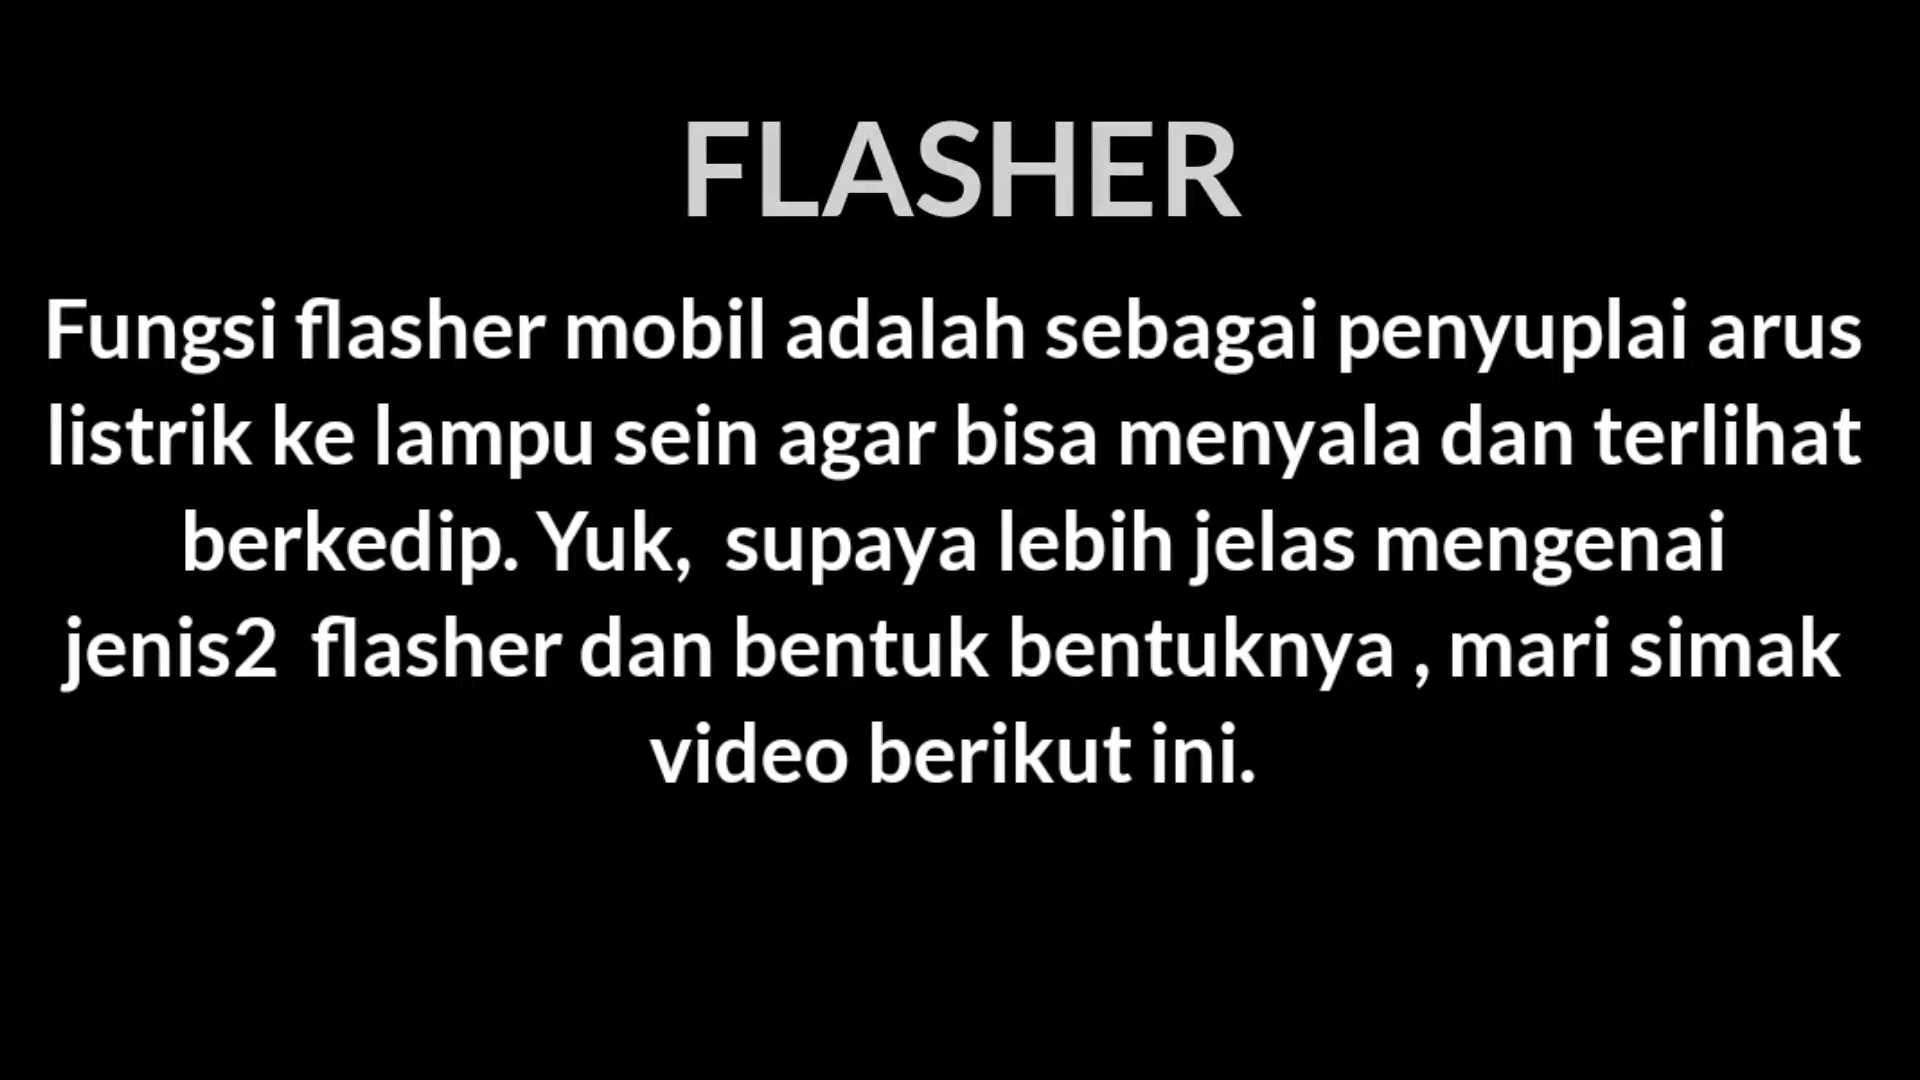 FLASHER
Fungsi flasher mobil adalah sebagai penyuplai arus
listrik ke lampu sein agar bisa menyala dan terlihat
berkedip. Yuk,  supaya lebih jelas mengenai
jenis2  flasher dan bentuk bentuknya , mari simak
video berikut ini.